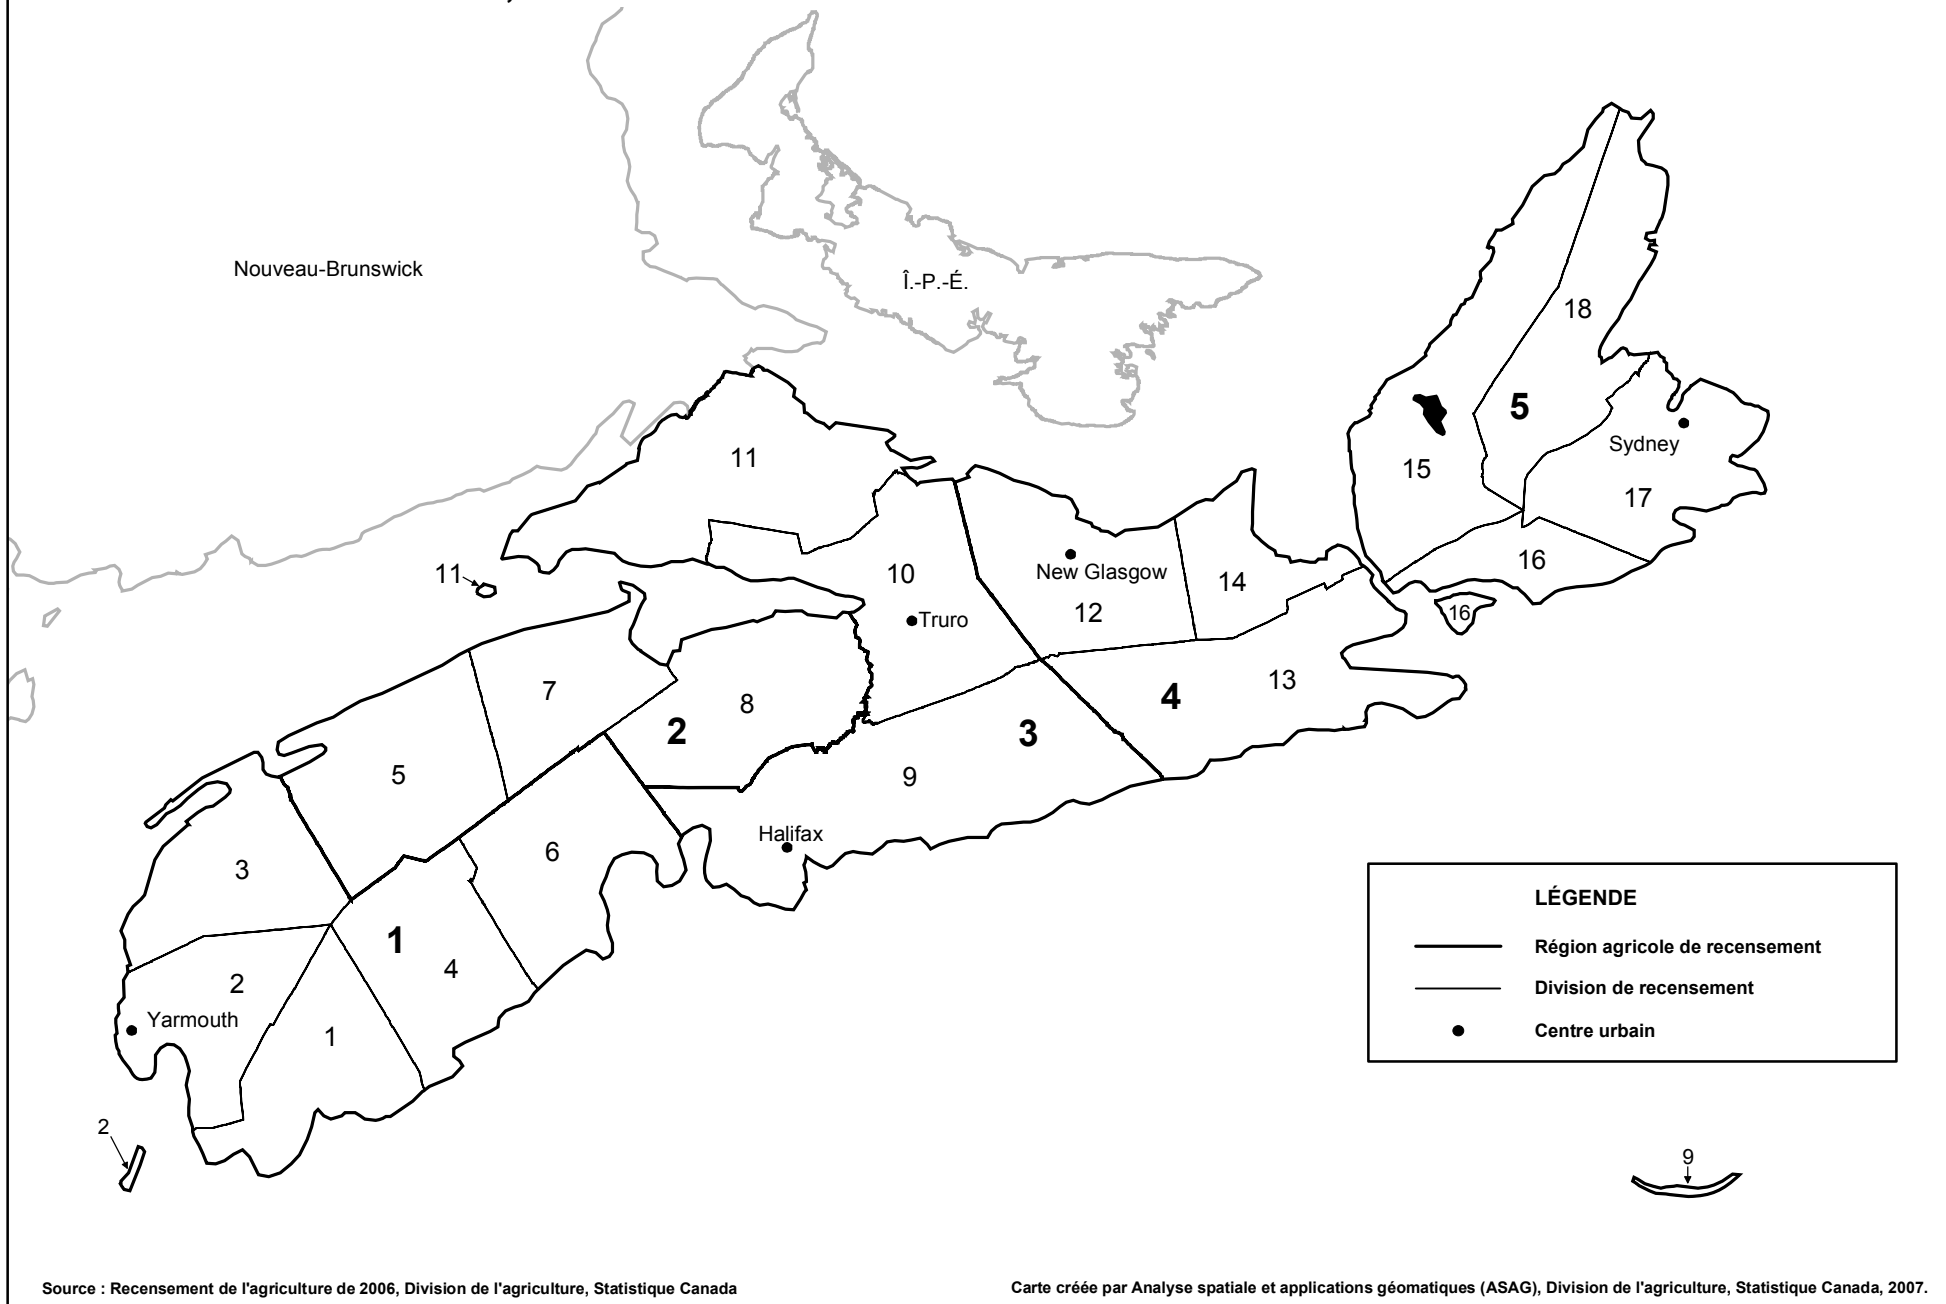 Nouveau-Brunswick
Î.-P.-É.
18
5
11
Sydney
15
17
16
11
10
New Glasgow
14
12
16
Truro
7
8
13
4
2
3
5
9
Halifax
6
3
1
4
2
Yarmouth
1
2
LÉGENDE
Région agricole de recensement
Division de recensement
Centre urbain
9
Source : Recensement de l'agriculture de 2006, Division de l'agriculture, Statistique Canada
Carte créée par Analyse spatiale et applications géomatiques (ASAG), Division de l'agriculture, Statistique Canada, 2007.